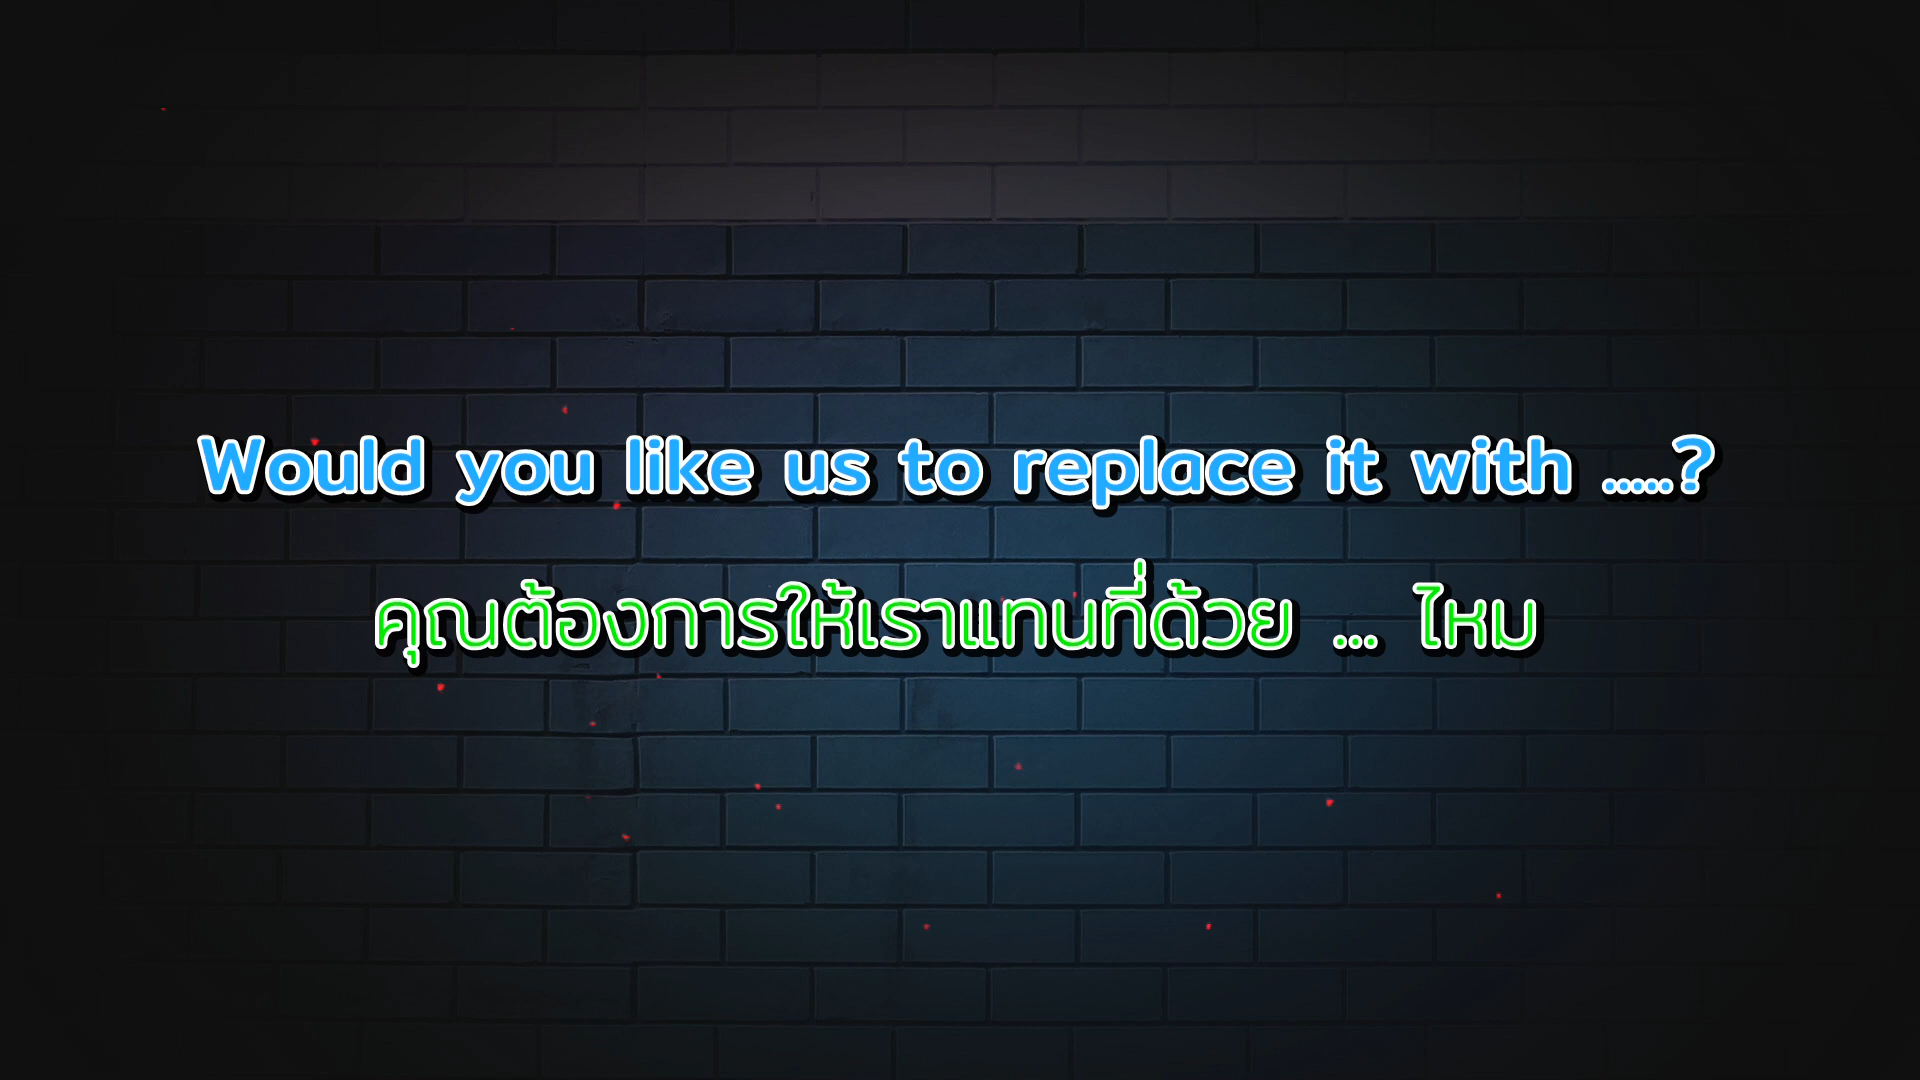 Would you like us to replace it with .....?
คุณต้องการให้เราแทนที่ด้วย ... ไหม